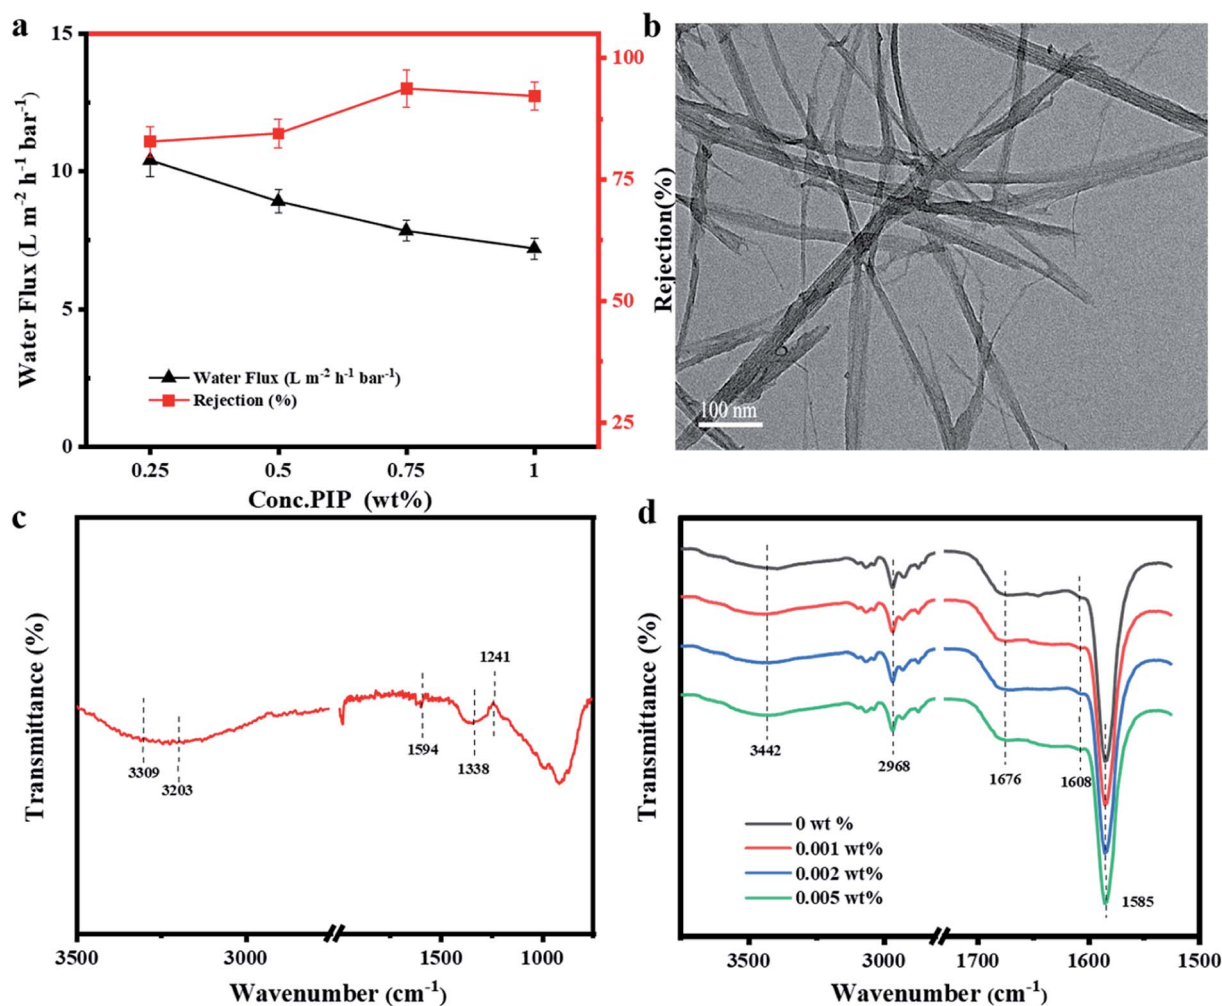 a
15
10
5
0
Water Flux (L m⁻² h⁻¹ bar⁻¹)
100
75
50
25
Rejection(%)
Water Flux (L m⁻² h⁻¹ bar⁻¹)
Rejection (%)
0.25 0.5 0.75 1
Conc.PIP (wt%)
b
100 nm
c
Transmittance (%)
1241
3309
3203
1594
1338
3500 3000 1500 1000
Wavenumber (cm⁻¹)
d
Transmittance (%)
3442
2968
1676
1608
0 wt %
0.001 wt%
0.002 wt%
0.005 wt%
1585
3500 3000 1700 1600 1500
Wavenumber (cm⁻¹)